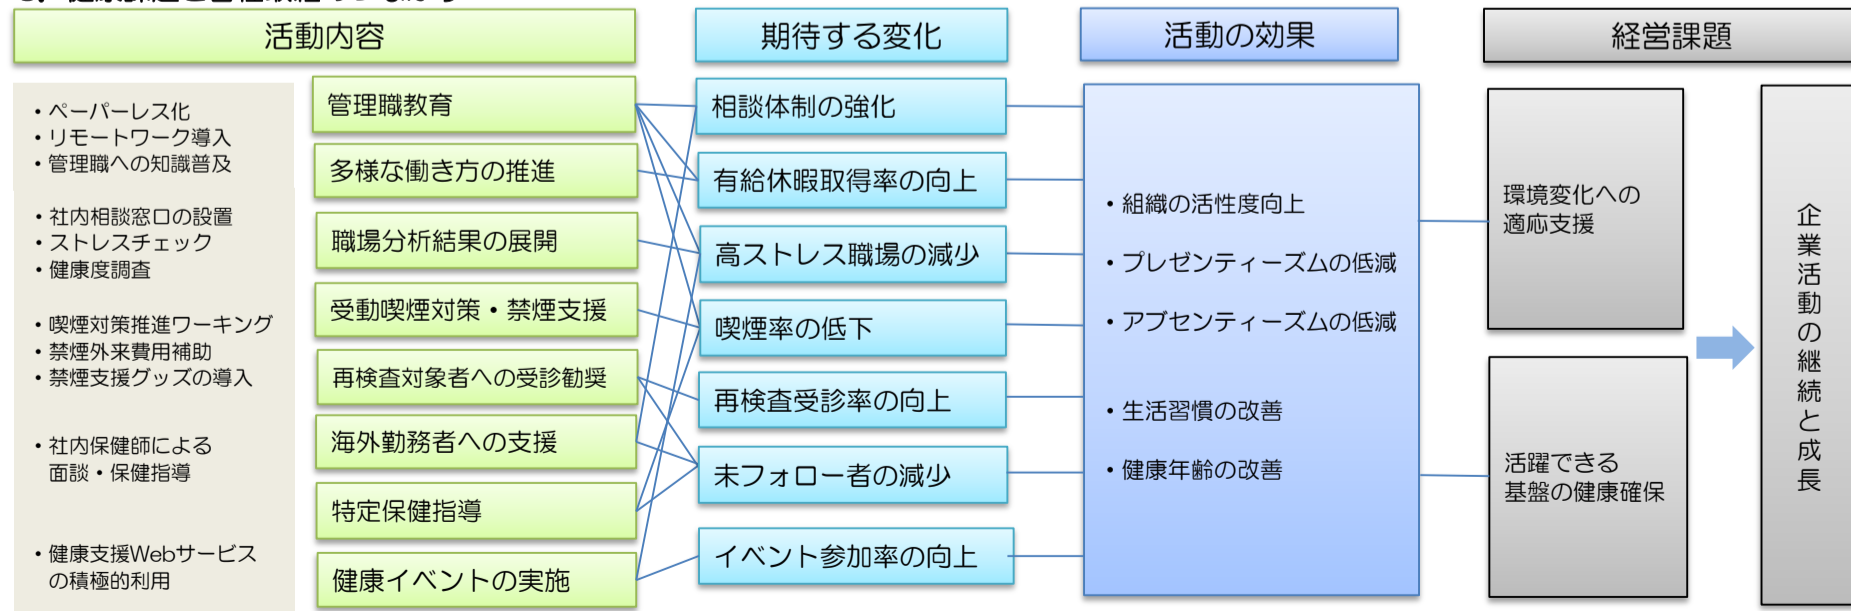 活動内容
期待する変化
活動の効果
経営課題
・ペーパーレス化
・リモートワーク導入
・管理職への知識普及
・社内相談窓口の設置
・ストレスチェック
・健康度調査
・喫煙対策推進ワーキング
・禁煙外来費用補助
・禁煙支援グッズの導入
・社内保健師による
面談・保健指導
・健康支援Webサービス
の積極的利用
管理職教育
多様な働き方の推進
職場分析結果の展開
受動喫煙対策・禁煙支援
再検査対象者への受診勧奨
海外勤務者への支援
特定保健指導
健康イベントの実施
相談体制の強化
有給休暇取得率の向上
高ストレス職場の減少
喫煙率の低下
再検査受診率の向上
未フォロー者の減少
イベント参加率の向上
・組織の活性度向上
・プレゼンティーズムの低減
・アブセンティーズムの低減
・生活習慣の改善
・健康年齢の改善
環境変化への
適応支援
活躍できる
基盤の健康確保
企業活動の継続と成長